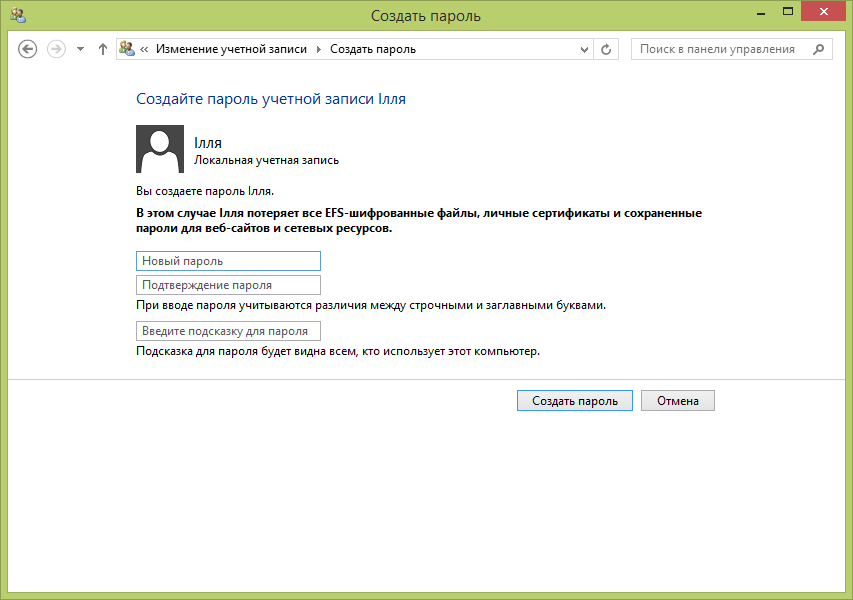 Создать пароль
« Изменение учетной записи Создать пароль
Поиск в панели управления
Создайте пароль учетной записи Ілля
Ілля
Локальная учетная запись
Вы создаете пароль Ілля.
В этом случае Ілля потеряет все EFS-шифрованные файлы, личные сертификаты и сохраненные
пароли для веб-сайтов и сетевых ресурсов.
Новый пароль
Подтверждение пароля
При вводе пароля учитываются различия между строчными и заглавными буквами.
Введите подсказку для пароля
Подсказка для пароля будет видна всем, кто использует этот компьютер.
Создать пароль
Отмена